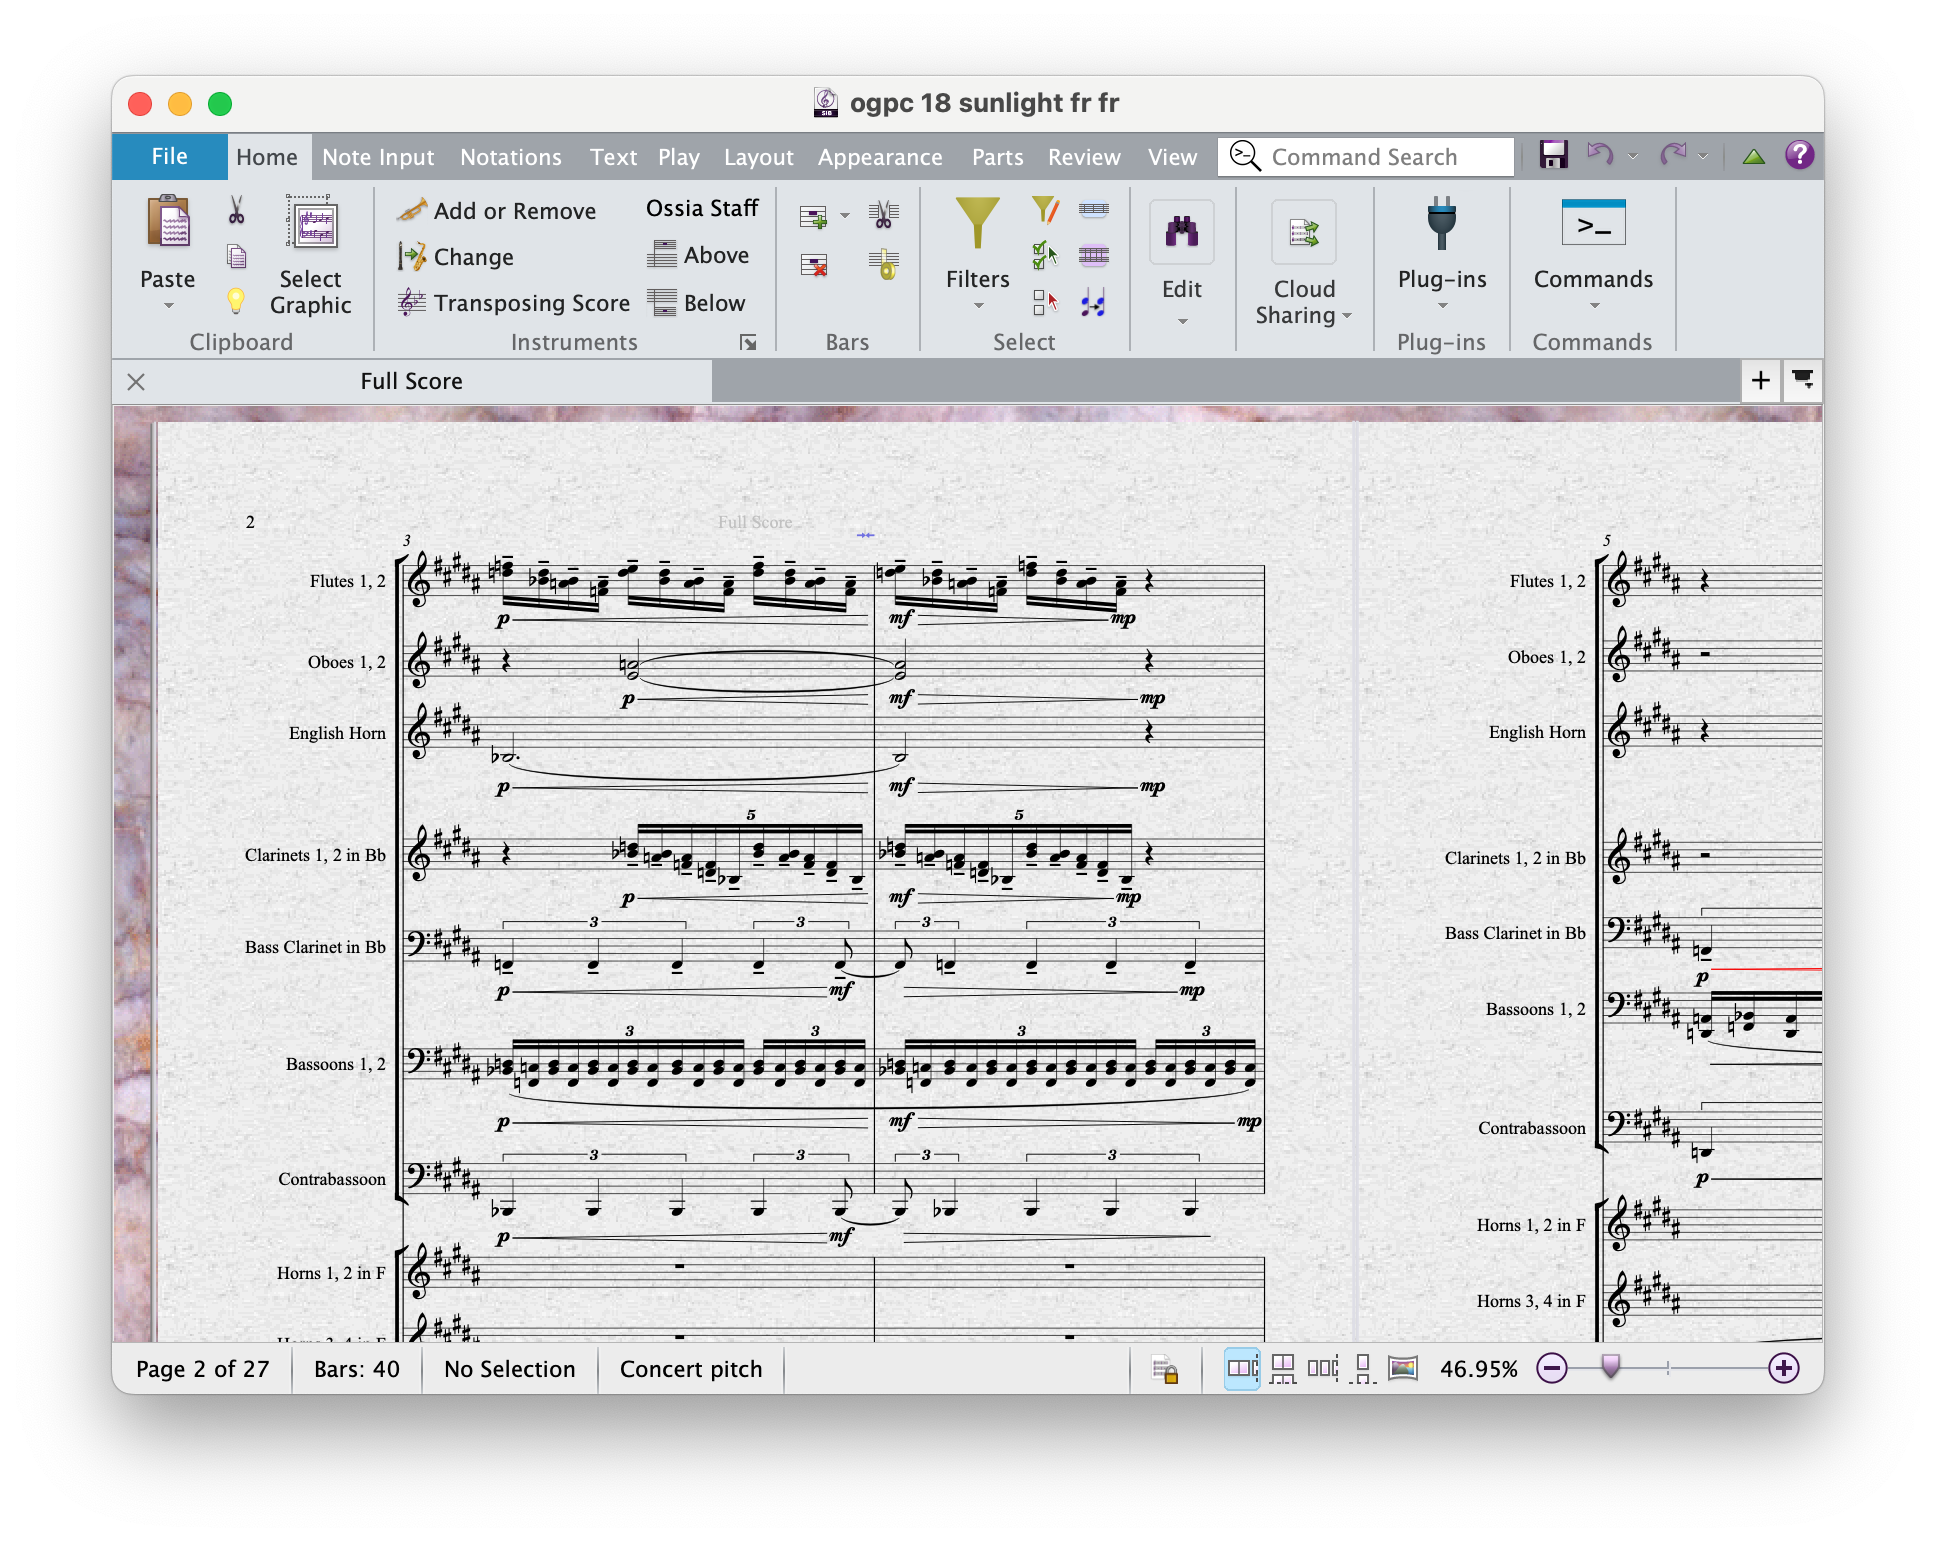 ogpc 18 sunlight fr fr
File Home Note Input Notations Text Play Layout Appearance Parts Review View Command Search
Paste
Select Graphic
Clipboard
Add or Remove
Change
Transposing Score
Ossia Staff
Above
Below
Instruments
Bars
Filters
Select
Edit
Cloud Sharing
Plug-ins
Plug-ins
Commands
Commands
Full Score
2
Full Score
3
Flutes 1, 2
p mf mp
Oboes 1, 2
p mf mp
English Horn
p mf mp
5 5
Clarinets 1, 2 in Bb
p mf mp
3 3 3 3
Bass Clarinet in Bb
p mf mp
3 3 3 3
Bassoons 1, 2
p mf mp
3 3 3 3
Contrabassoon
p mf
Horns 1, 2 in F
Horns 3, 4 in F
5
Flutes 1, 2
Oboes 1, 2
English Horn
Clarinets 1, 2 in Bb
Bass Clarinet in Bb
p
Bassoons 1, 2
Contrabassoon
p
Horns 1, 2 in F
Horns 3, 4 in F
Page 2 of 27 Bars: 40 No Selection Concert pitch 46.95%